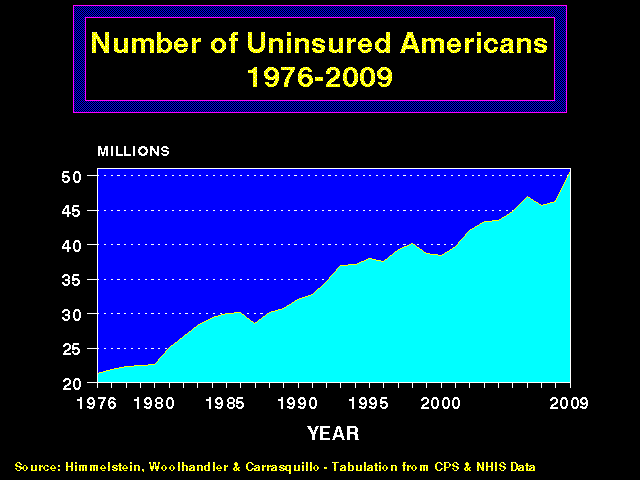 Number of Uninsured Americans
1976-2009
MILLIONS
50
45
40
35
30
25
20
1976 1980 1985 1990 1995 2000 2009
YEAR
Source: Himmelstein, Woolhandler & Carrasquillo - Tabulation from CPS & NHIS Data